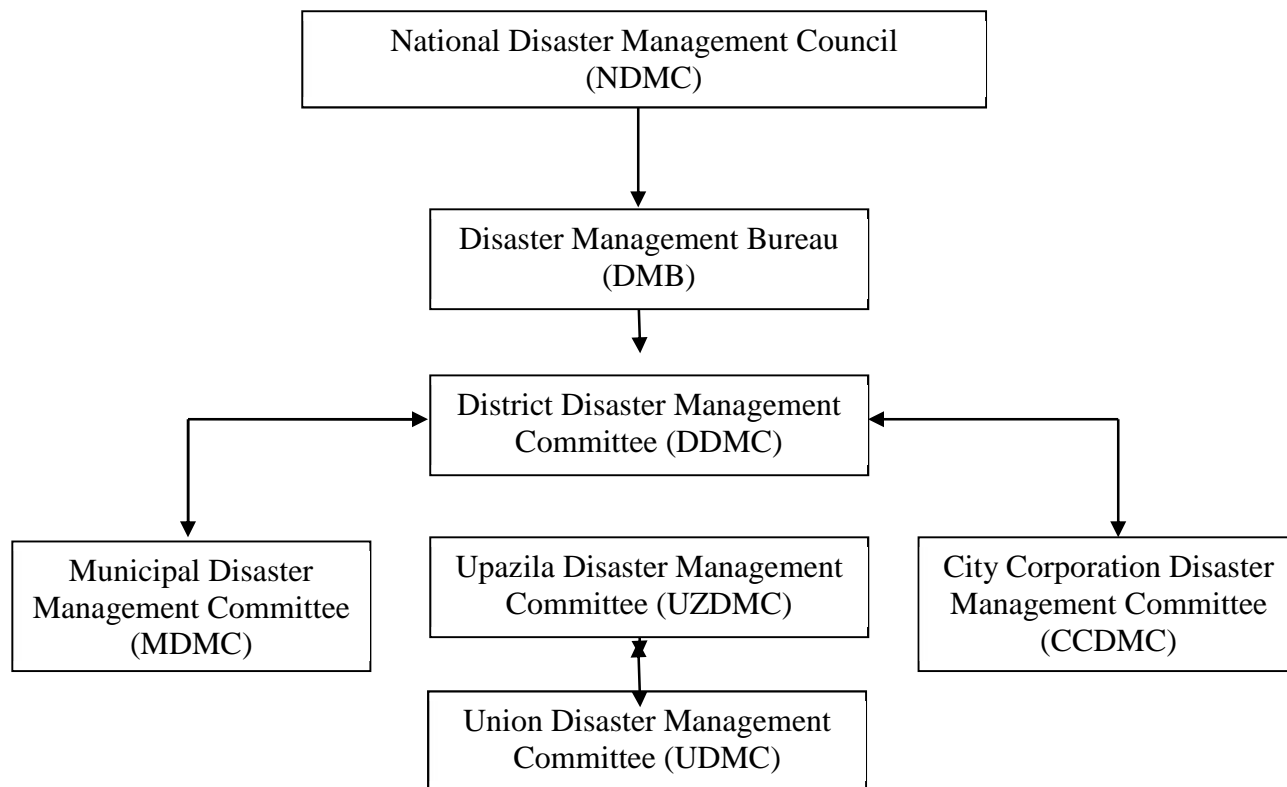 National Disaster Management Council
(NDMC)
Disaster Management Bureau
(DMB)
District Disaster Management
Committee (DDMC)
Municipal Disaster
Management Committee
(MDMC)
Upazila Disaster Management
Committee (UZDMC)
City Corporation Disaster
Management Committee
(CCDMC)
Union Disaster Management
Committee (UDMC)